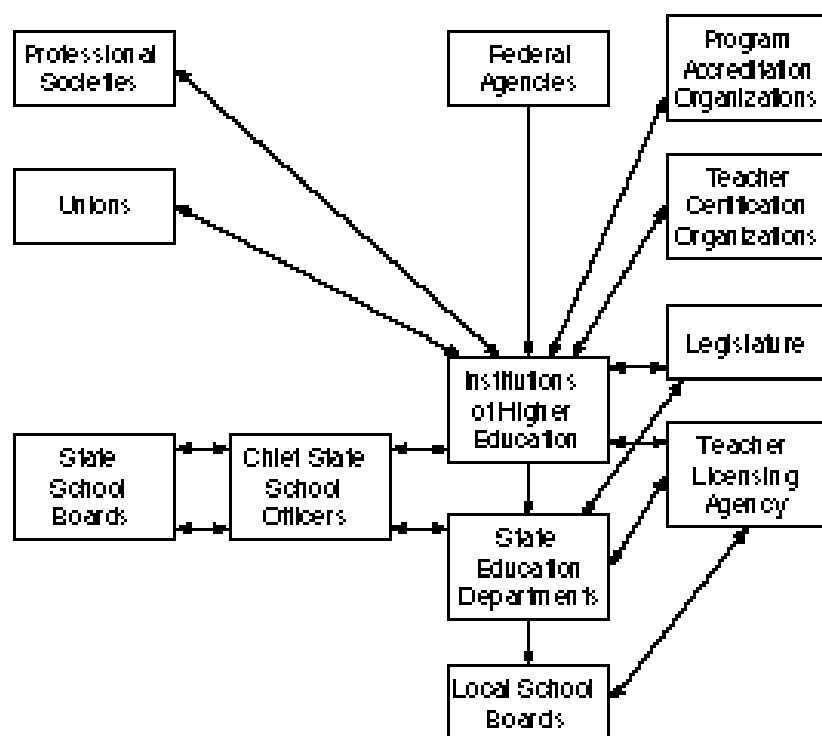 Professional
Societies
Federal
Agencies
Program
Accreditation
Organizations
Unions
Teacher
Certification
Organizations
Legislature
Institutions
of Higher
Education
State
School
Boards
Chief State
School
Officers
Teacher
Licensing
Agency
State
Education
Departments
Local School
Boards